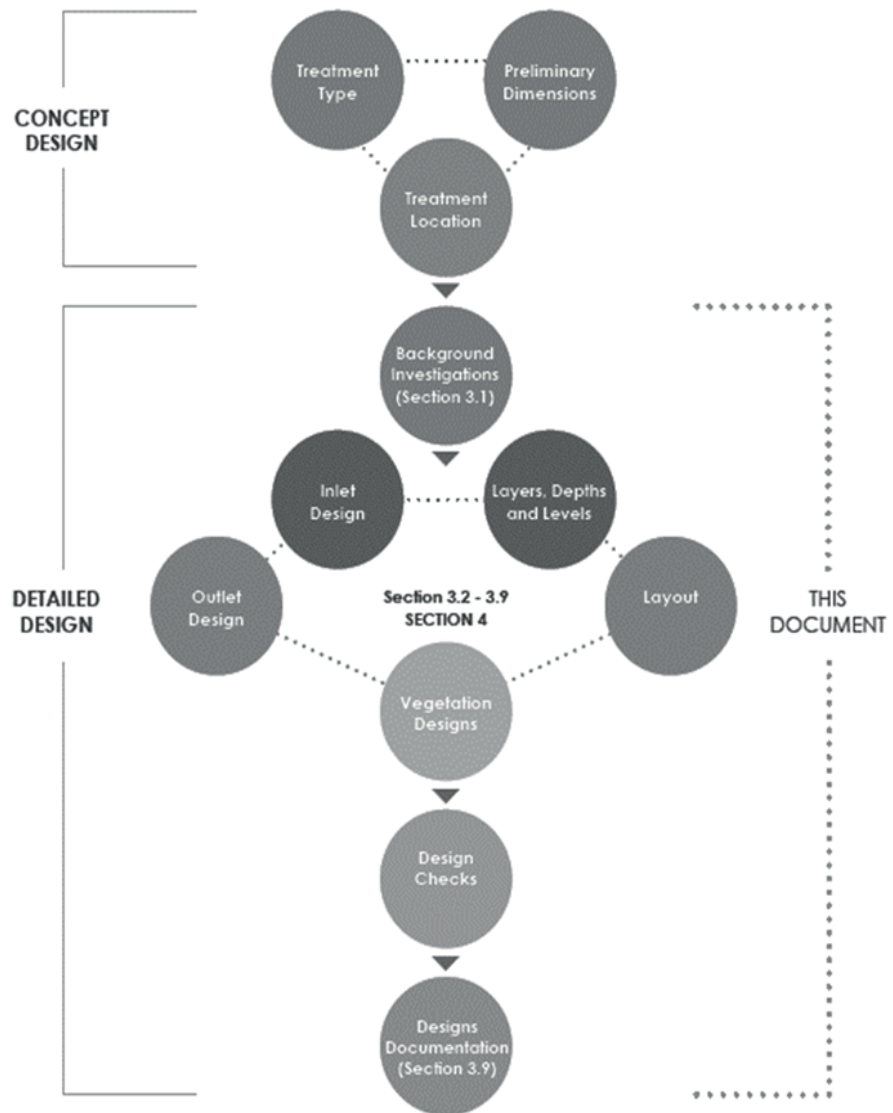 Treatment
Type
Preliminary
Dimensions
CONCEPT
DESIGN
Treatment
Location
Background
Investigations
(Section 3.1)
Inlet
Design
Layers, Depths
and Levels
Outlet
Design
Section 3.2 - 3.9
SECTION 4
Layout
DETAILED
DESIGN
THIS
DOCUMENT
Vegetation
Designs
Design
Checks
Designs
Documentation
(Section 3.9)